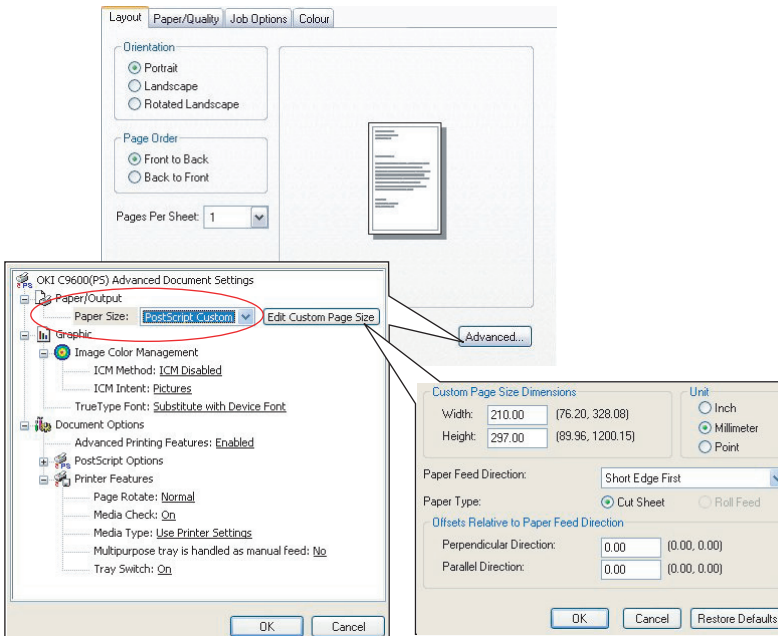 Layout Paper/Quality Job Options Colour
Orientation
Portrait
Landscape
Rotated Landscape
Page Order
Front to Back
Back to Front
Pages Per Sheet: 1
Advanced...
OKI C9600(PS) Advanced Document Settings
Paper/Output
Paper Size: PostScript Custom Edit Custom Page Size
Graphic
Image Color Management
ICM Method: ICM Disabled
ICM Intent: Pictures
TrueType Font: Substitute with Device Font
Document Options
Advanced Printing Features: Enabled
PostScript Options
Printer Features
Page Rotate: Normal
Media Check: On
Media Type: Use Printer Settings
Multipurpose tray is handled as manual feed: No
Tray Switch: On
OK Cancel
Custom Page Size Dimensions
Width: 210.00 (76.20, 328.08)
Height: 297.00 (89.96, 1200.15)
Unit
Inch
Millimeter
Point
Paper Feed Direction: Short Edge First
Paper Type: Cut Sheet Roll Feed
Offsets Relative to Paper Feed Direction
Perpendicular Direction: 0.00 (0.00, 0.00)
Parallel Direction: 0.00 (0.00, 0.00)
OK Cancel Restore Defaults